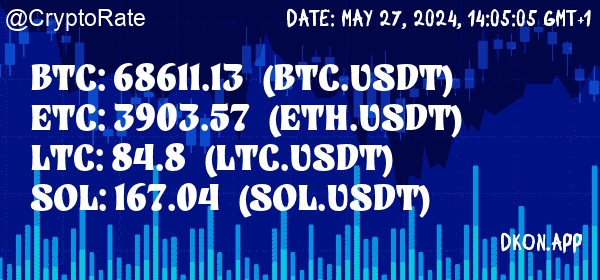 @CryptoRate
DATE: MAY 27, 2024, 14:05:05 GMT+1
BTC: 68611.13 (BTC.USDT)
ETC: 3903.57 (ETH.USDT)
LTC: 84.8 (LTC.USDT)
SOL: 167.04 (SOL.USDT)
DKON.APP